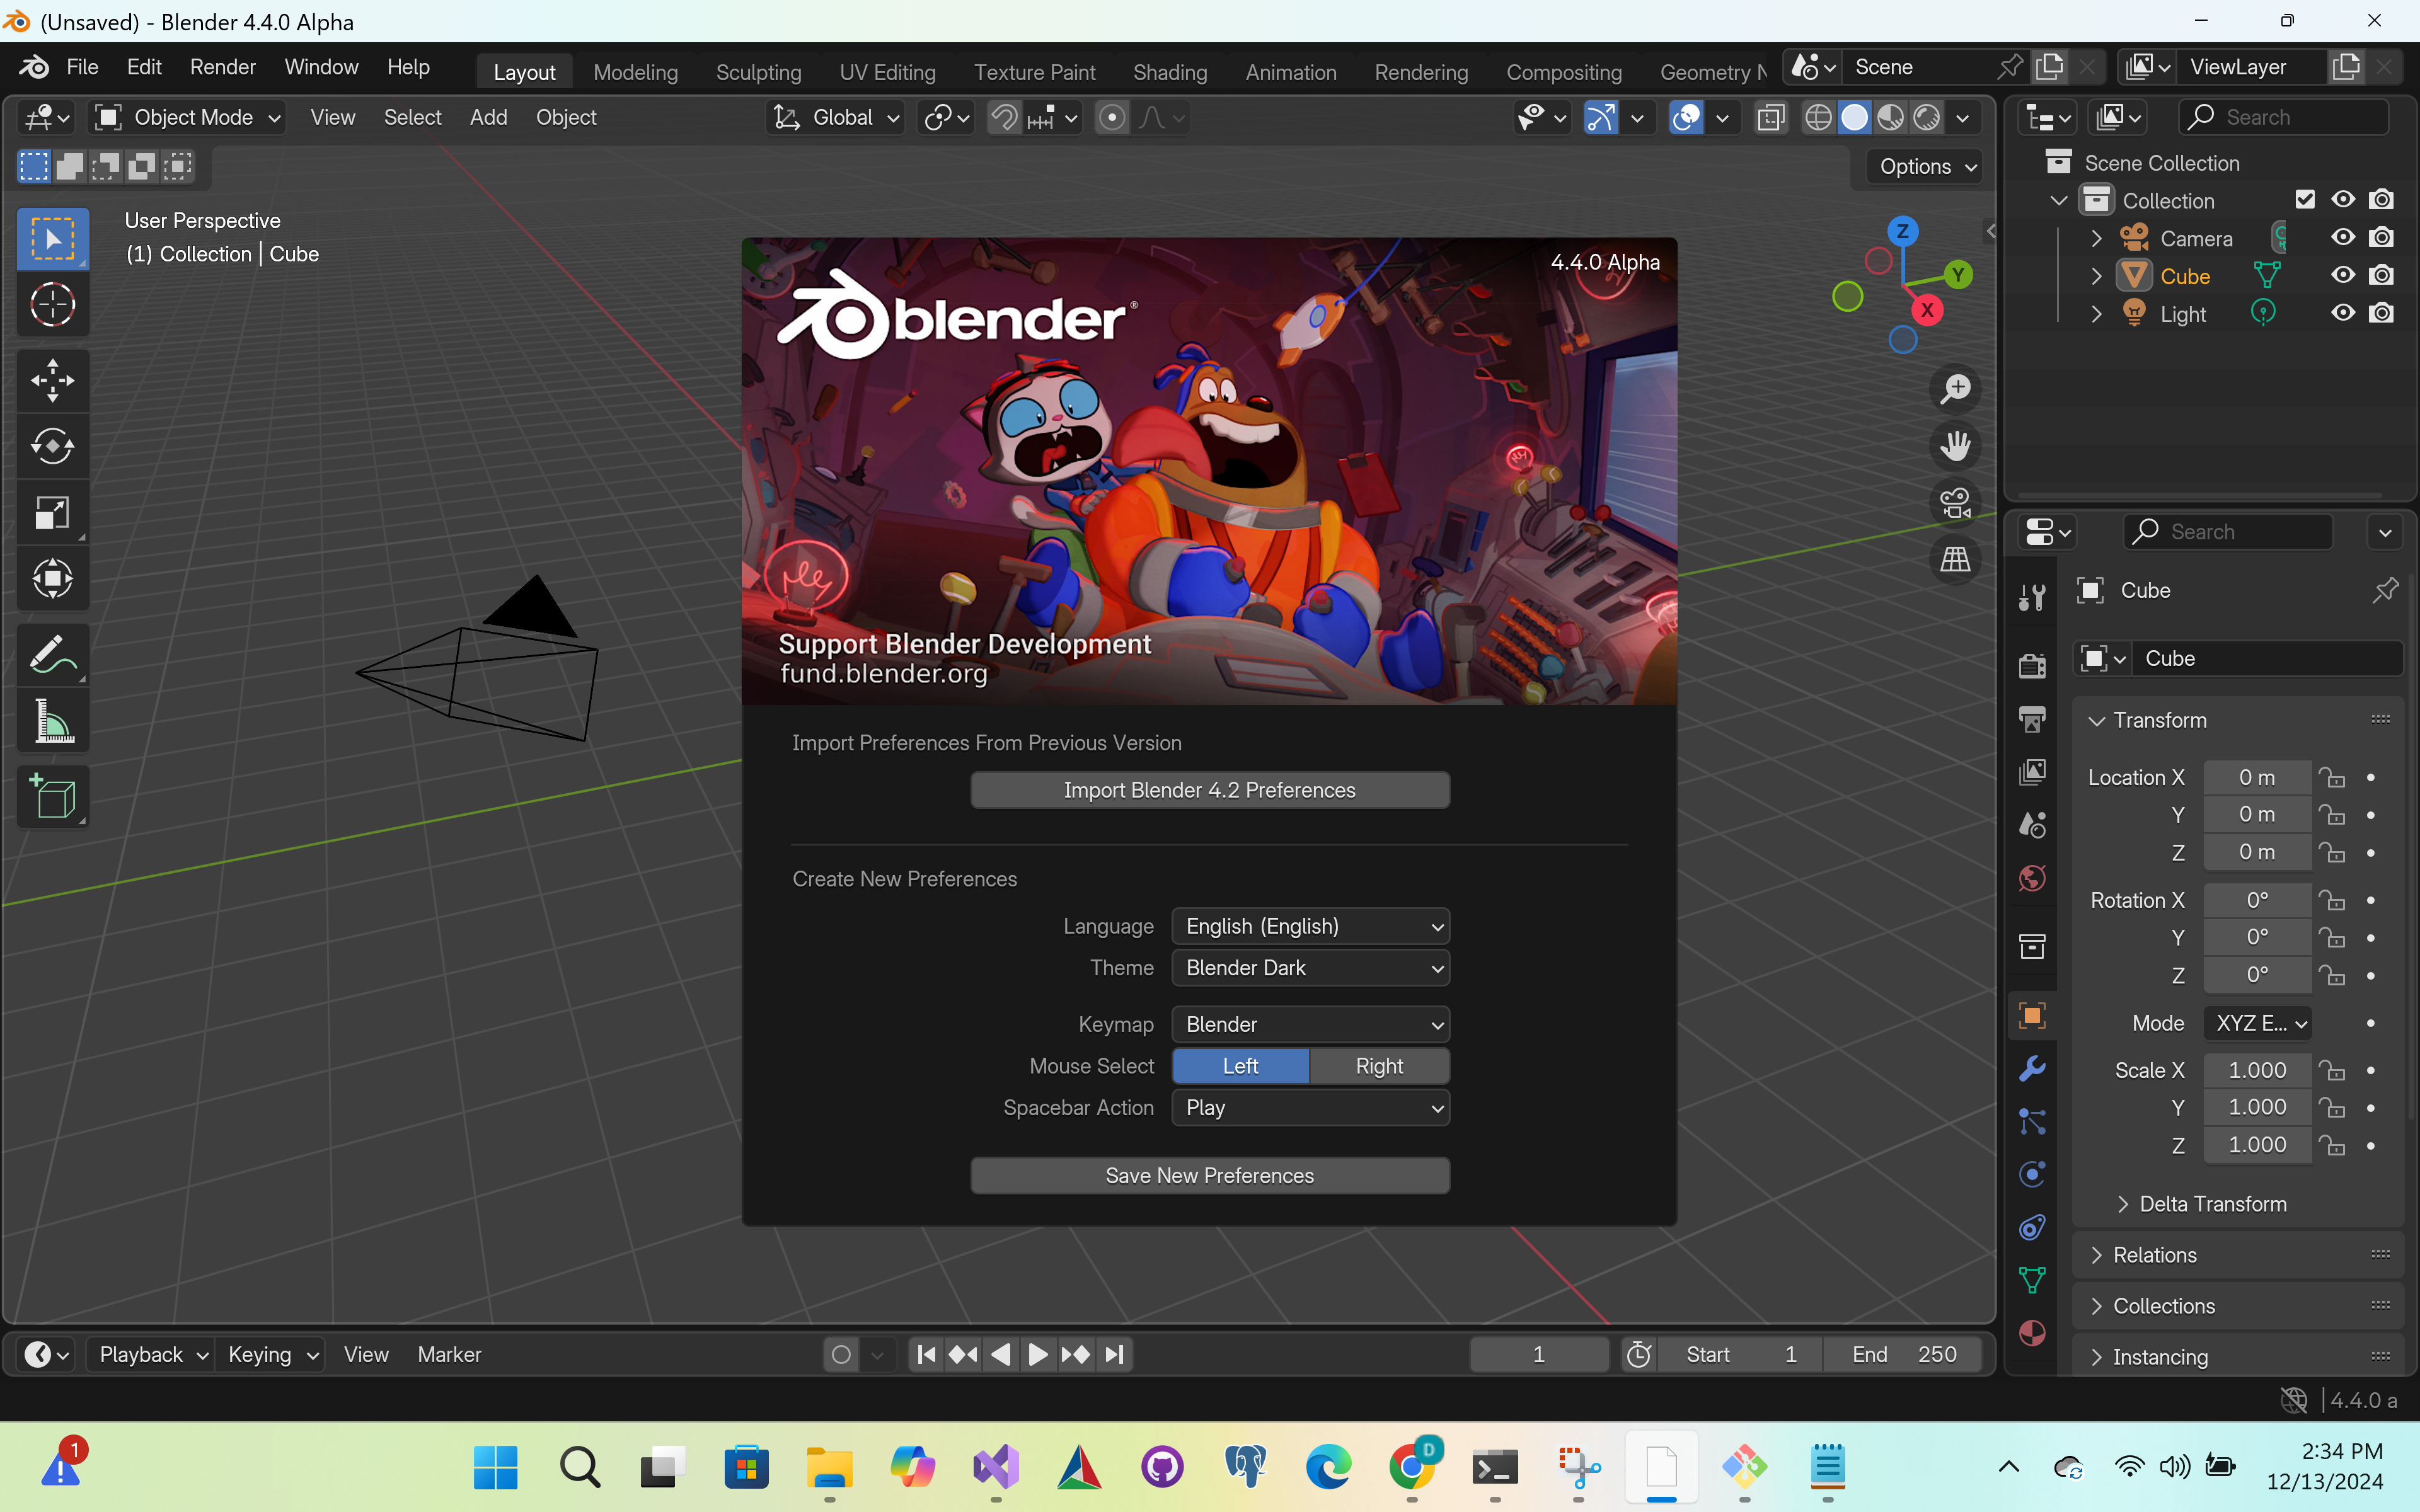 (Unsaved) - Blender 4.4.0 Alpha
File Edit Render Window Help Layout Modeling Sculpting UV Editing Texture Paint Shading Animation Rendering Compositing Geometry N Scene ViewLayer
Object Mode View Select Add Object Global Search
Options
User Perspective
(1) Collection | Cube
Z
Y
X
Scene Collection
Collection
Camera
Cube
Light
4.4.0 Alpha
blender®
Support Blender Development
fund.blender.org
Import Preferences From Previous Version
Import Blender 4.2 Preferences
Create New Preferences
Language English (English)
Theme Blender Dark
Keymap Blender
Mouse Select Left Right
Spacebar Action Play
Save New Preferences
Search
Cube
Cube
Transform
Location X 0 m
Y 0 m
Z 0 m
Rotation X 0°
Y 0°
Z 0°
Mode XYZ E...
Scale X 1.000
Y 1.000
Z 1.000
Delta Transform
Relations
Collections
Instancing
Playback Keying View Marker 1 Start 1 End 250
4.4.0 a
1
D
2:34 PM
12/13/2024